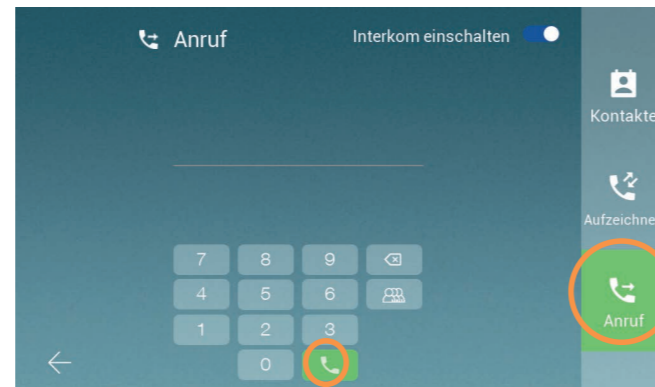 Anruf
Interkom einschalten
Kontakte
Aufzeichne
7 8 9
4 5 6
1 2 3
0
Anruf